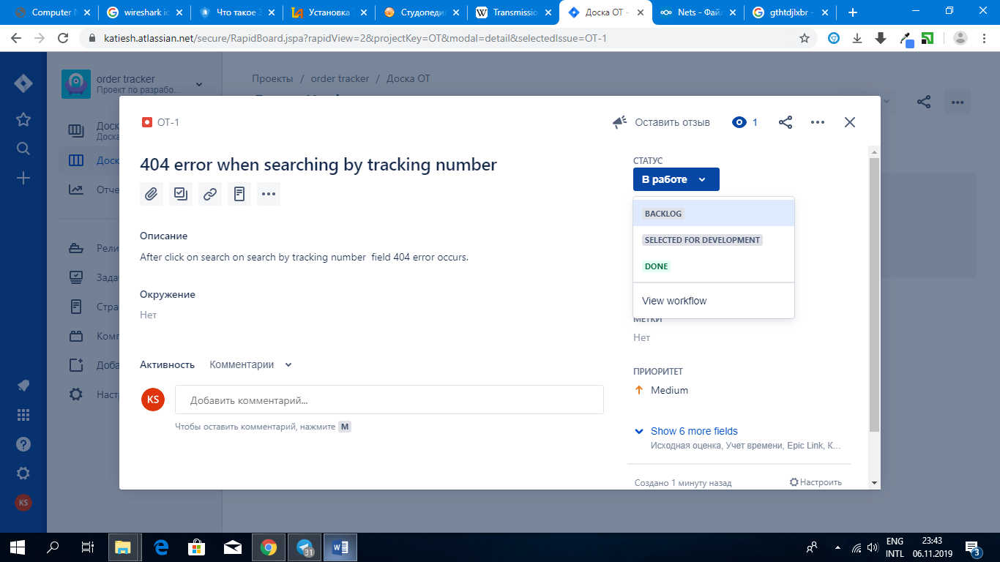 Computer
wireshark
Что такое
Установка
Студопедия
Transmissio
Доска ОТ -
Nets - Фай
gthtdjlxbr -
katiesh.atlassian.net/secure/RapidBoard.jspa?rapidView=2&projectKey=OT&modal=detail&selectedIssue=OT-1
order tracker
Проект по разрабо...
Проекты / order tracker / Доска ОТ
Доск
Доска
Доск
Отче
Рели
Зада
Стра
Комп
Доба
Наст
OT-1
Оставить отзыв
1
404 error when searching by tracking number
СТАТУС
В работе
BACKLOG
SELECTED FOR DEVELOPMENT
DONE
View workflow
Описание
After click on search on search by tracking number field 404 error occurs.
Окружение
Нет
МЕТКИ
Нет
Активность Комментарии
ПРИОРИТЕТ
Medium
KS
Добавить комментарий...
Чтобы оставить комментарий, нажмите M
Show 6 more fields
Исходная оценка, Учет времени, Epic Link, К...
Создано 1 минуту назад
Настроить
KS
31
ENG
INTL
23:43
06.11.2019
3